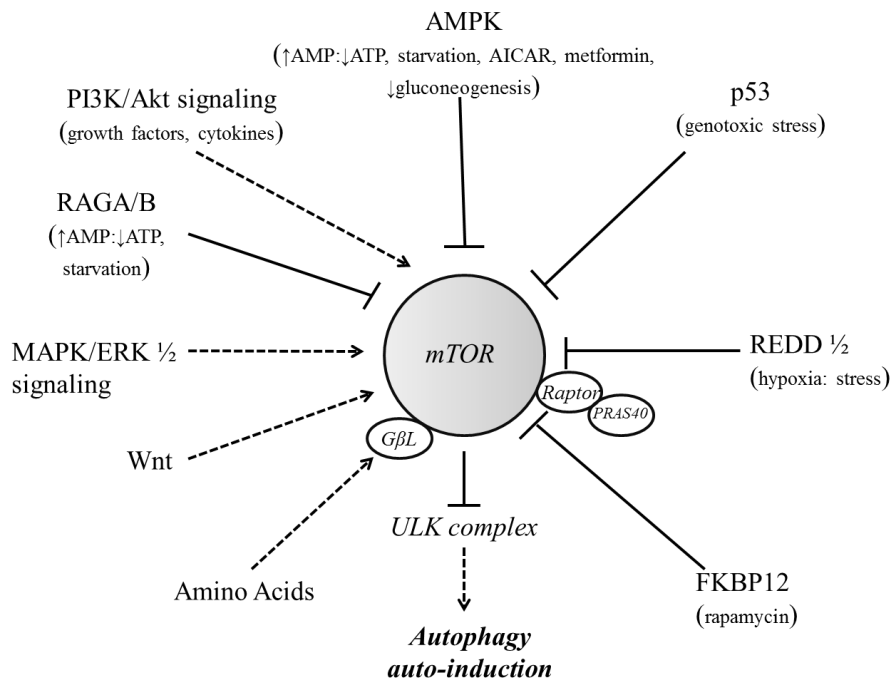 AMPK
(↑AMP:↓ATP, starvation, AICAR, metformin,
↓gluconeogenesis)
PI3K/Akt signaling
(growth factors, cytokines)
p53
(genotoxic stress)
RAGA/B
(↑AMP:↓ATP,
starvation)
MAPK/ERK ½
signaling
mTOR
REDD ½
(hypoxia: stress)
Raptor
PRAS40
GβL
Wnt
ULK complex
Amino Acids
FKBP12
(rapamycin)
Autophagy
auto-induction